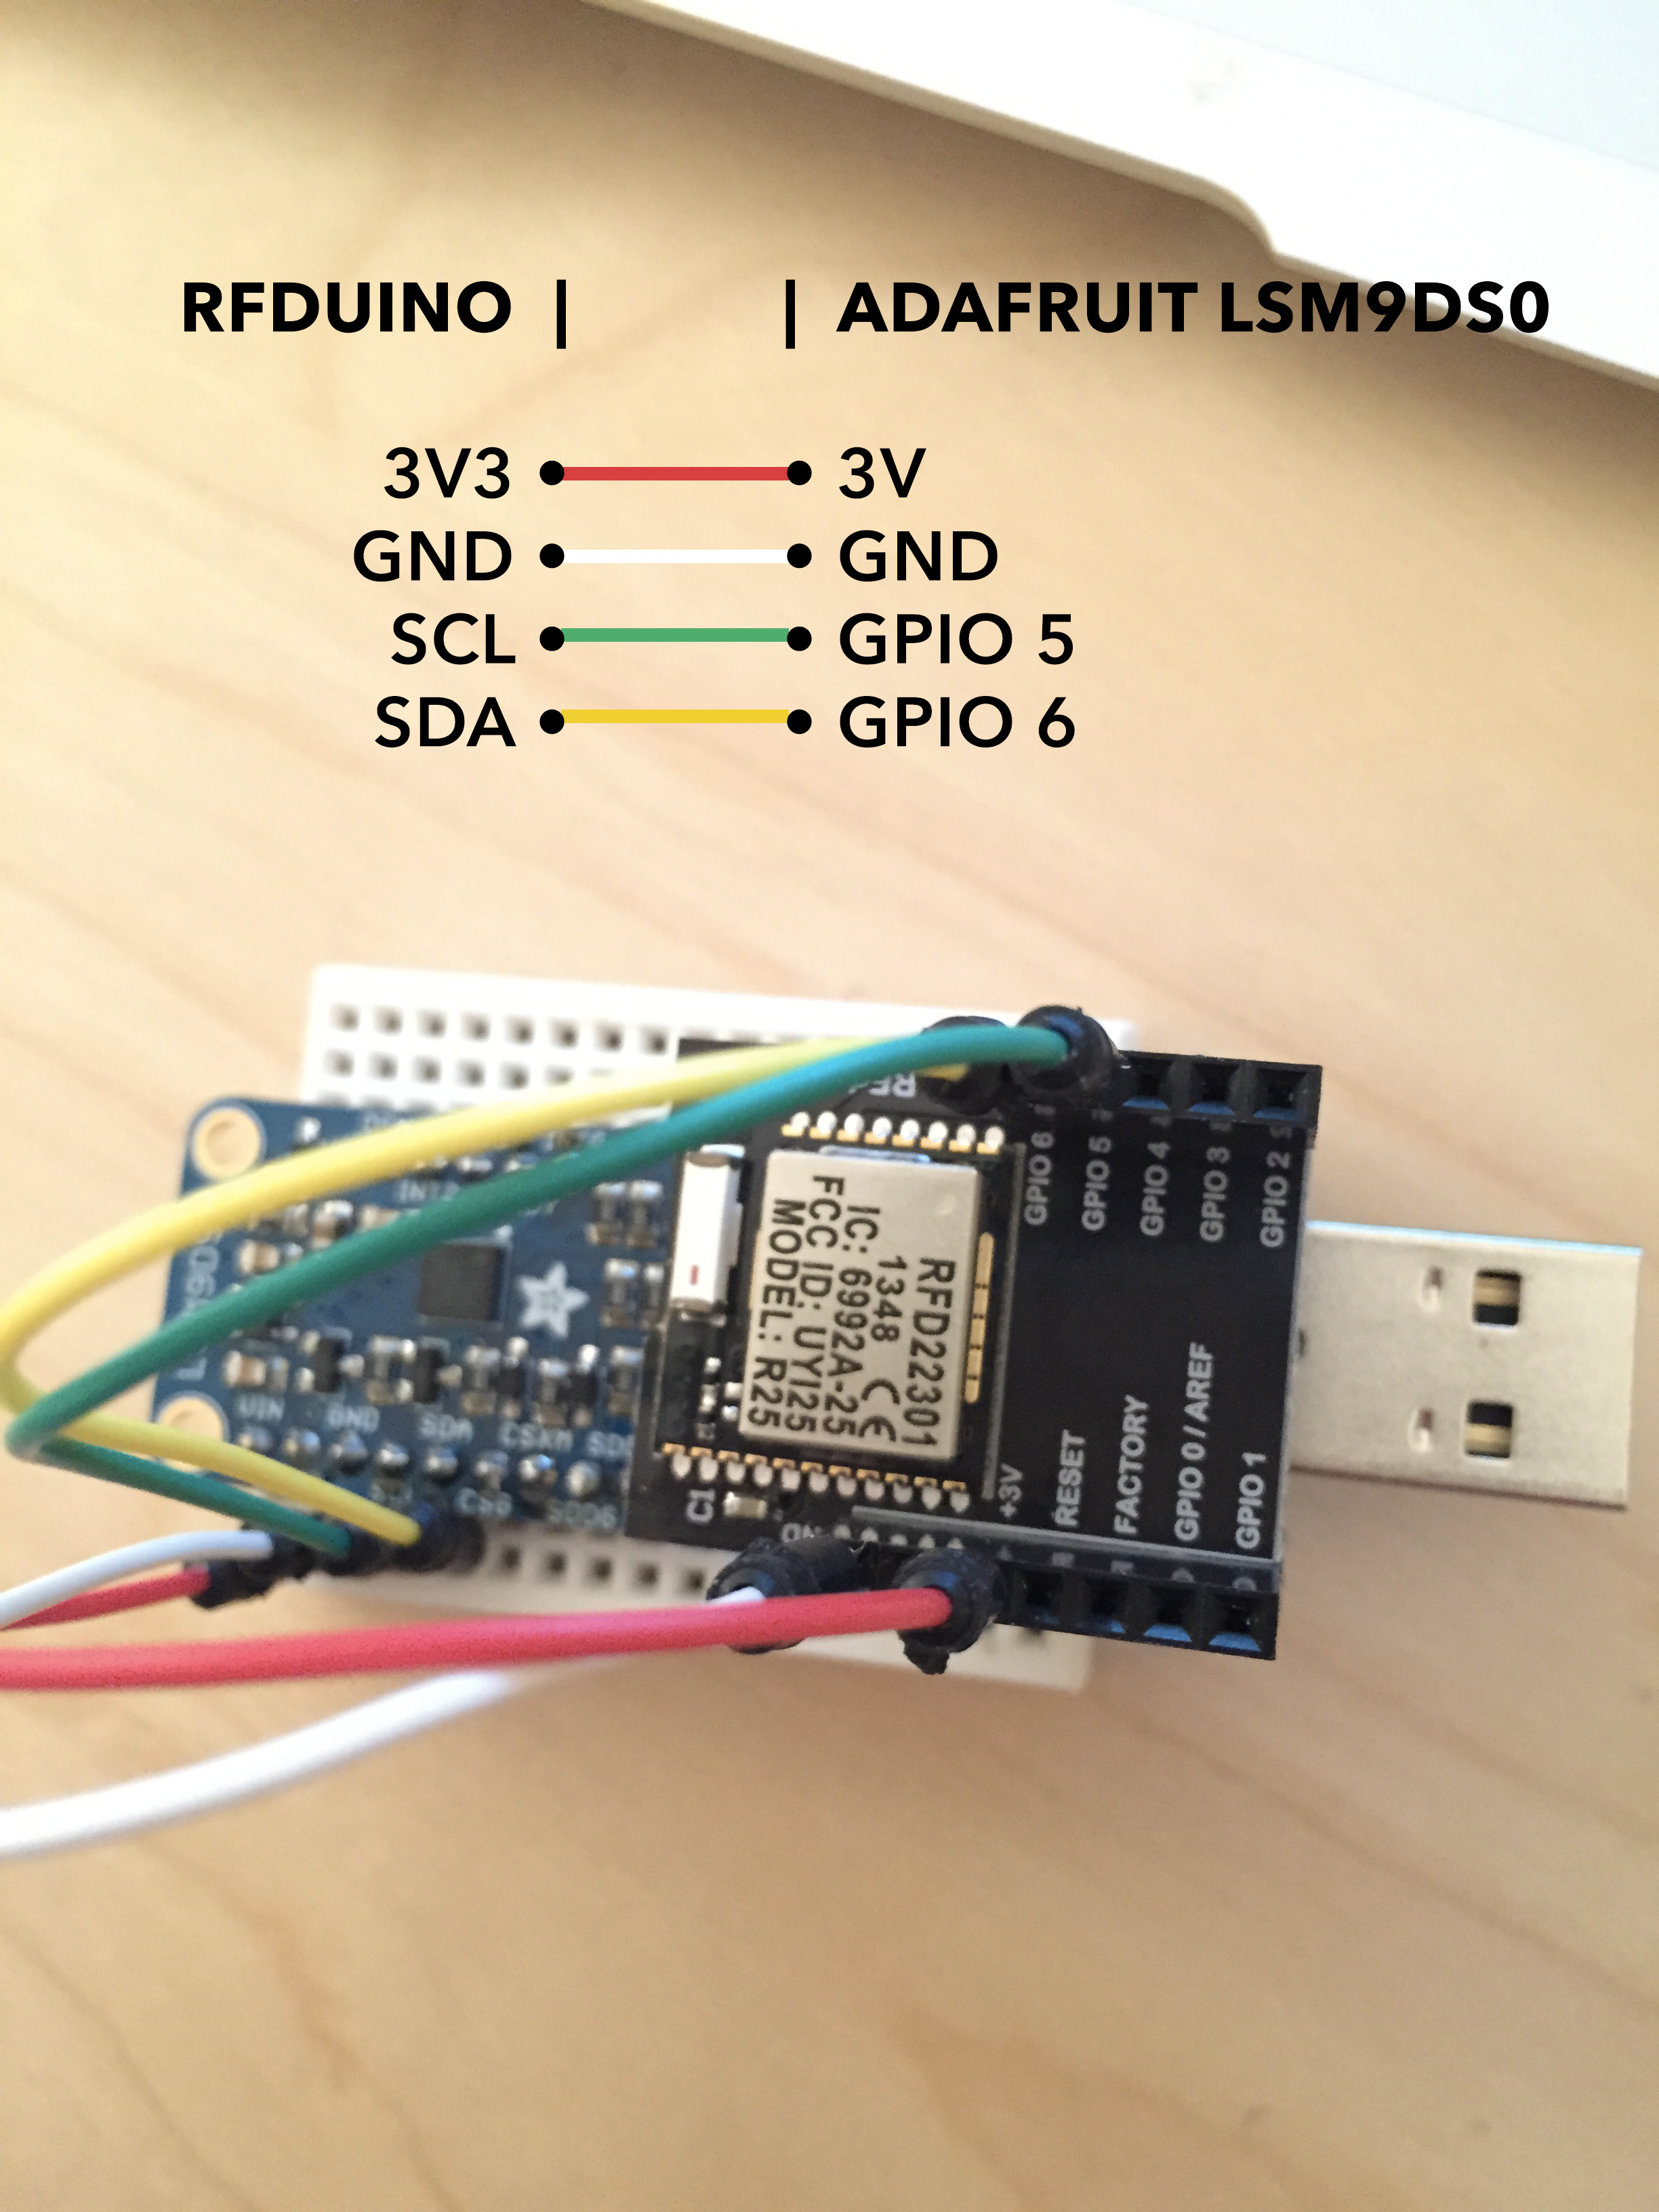 RFDUINO | | ADAFRUIT LSM9DS0
3V3 3V
GND GND
SCL GPIO 5
SDA GPIO 6
GPIO 6
GPIO 5
GPIO 4
GPIO 3
GPIO 2
INT2
RFD22301
1348 CE
IC: 6992A-25
FCC ID: UYI25
MODEL: R25
VIN
GND
SDA
CSXM
C1
+3V
RESET
FACTORY
GPIO 0 / AREF
GPIO 1